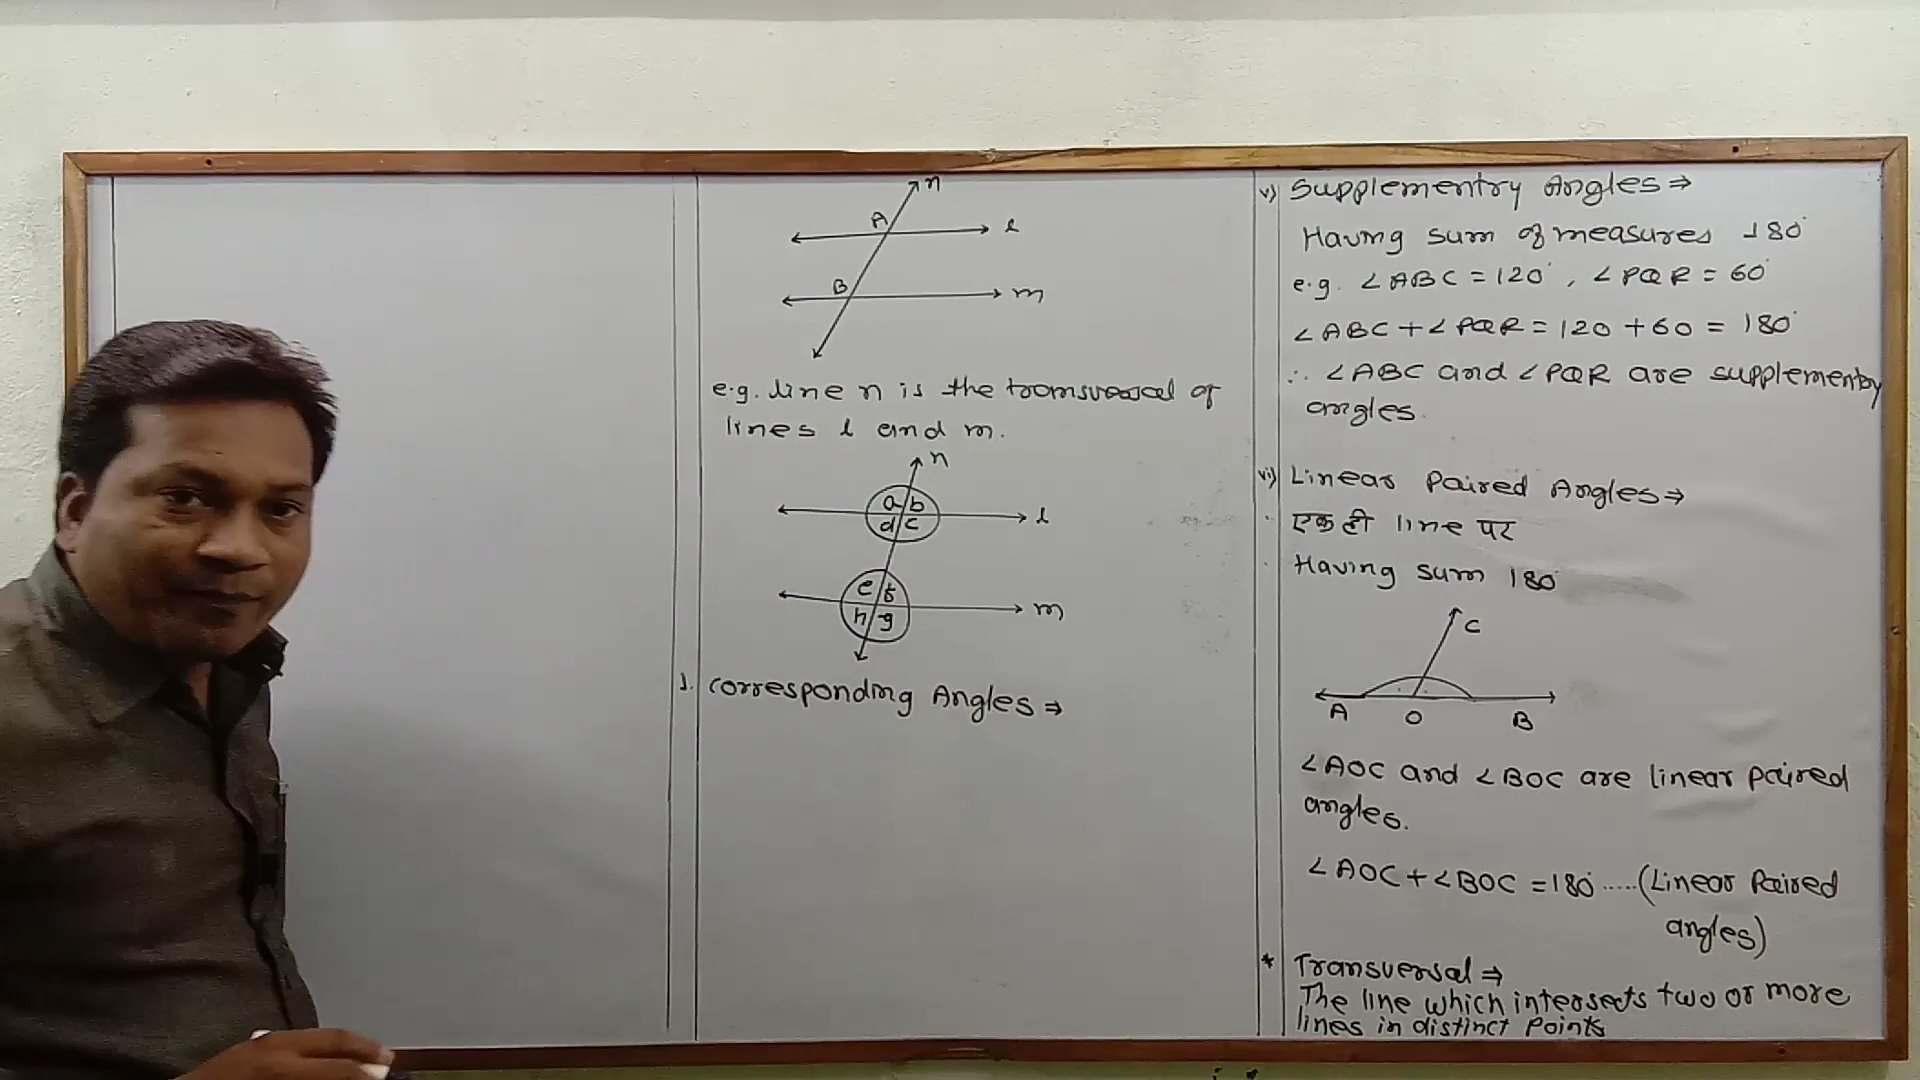 n
A
l
B
m
e.g. line n is the transversal of
lines l and m.
n
a b
d c
l
e f
h g
m
1. Corresponding Angles ⇒
v) Supplementry Angles ⇒
Having sum of measures 180°
e.g. ∠ABC = 120°, ∠PQR = 60°
∠ABC + ∠PQR = 120 + 60 = 180°
∴ ∠ABC and ∠PQR are supplementry
angles.
vi) Linear Paired Angles ⇒
एक ही line पर
Having sum 180°
C
A O B
∠AOC and ∠BOC are linear paired
angles.
∠AOC + ∠BOC = 180° .....(Linear Paired
angles)
* Transversal ⇒
The line which intersects two or more
lines in distinct points